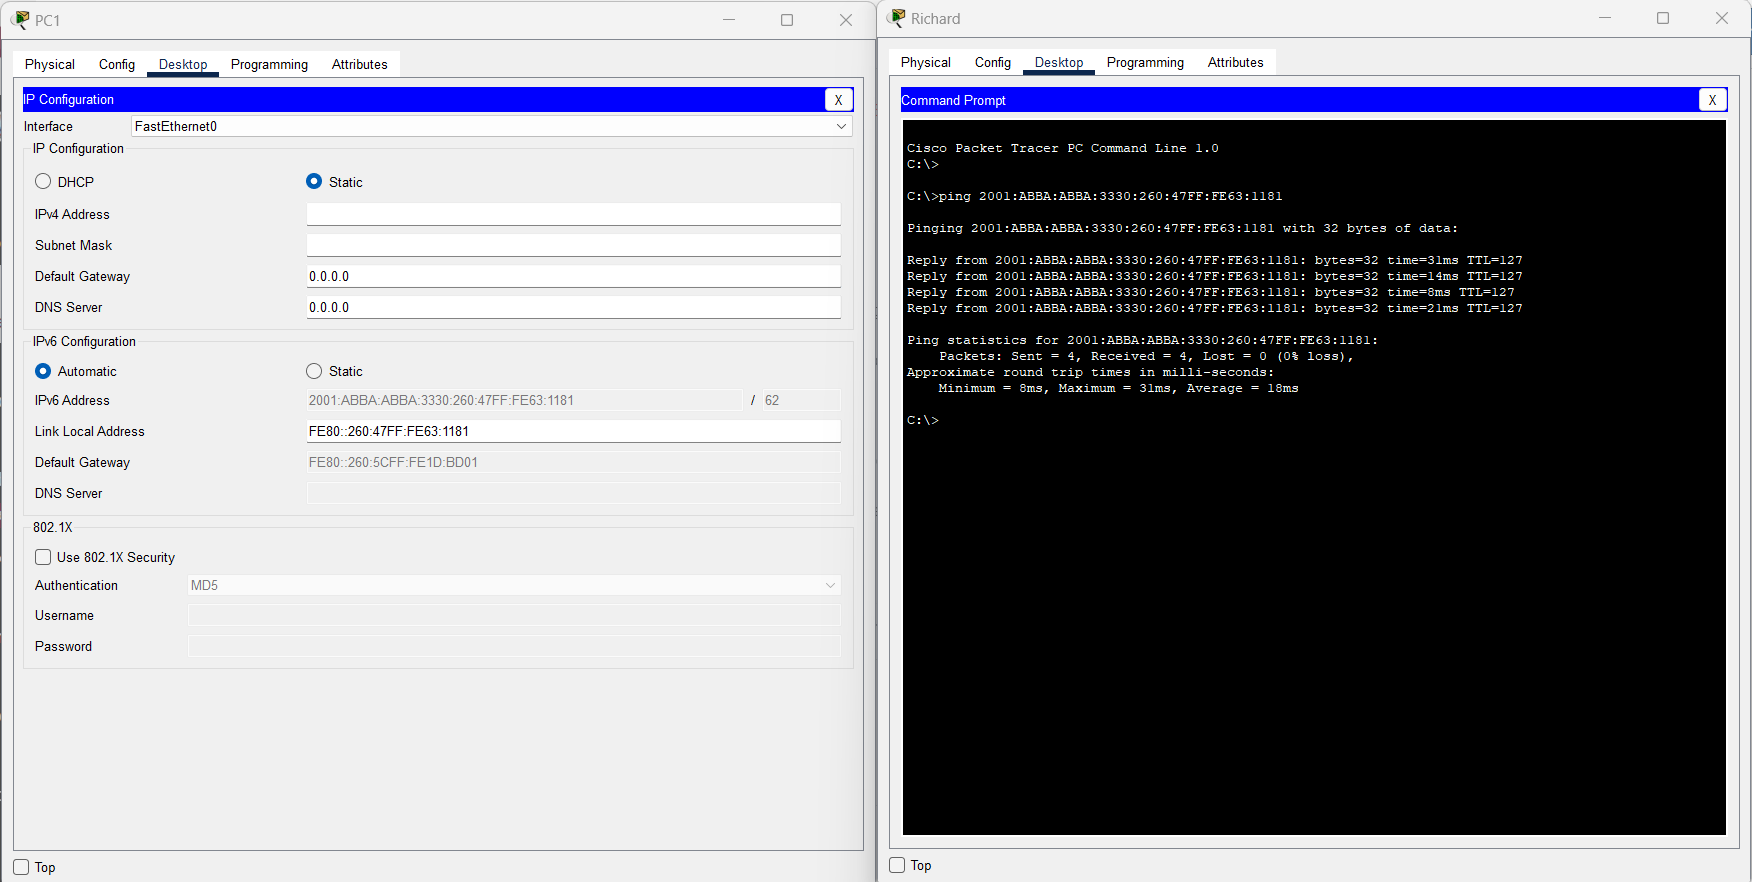 PC1
Physical Config Desktop Programming Attributes
IP Configuration X
Interface FastEthernet0
IP Configuration
DHCP Static
IPv4 Address
Subnet Mask
Default Gateway 0.0.0.0
DNS Server 0.0.0.0
IPv6 Configuration
Automatic Static
IPv6 Address 2001:ABBA:ABBA:3330:260:47FF:FE63:1181 / 62
Link Local Address FE80::260:47FF:FE63:1181
Default Gateway FE80::260:5CFF:FE1D:BD01
DNS Server
802.1X
Use 802.1X Security
Authentication MD5
Username
Password
Top
Richard
Physical Config Desktop Programming Attributes
Command Prompt X
Cisco Packet Tracer PC Command Line 1.0
C:\>
C:\>ping 2001:ABBA:ABBA:3330:260:47FF:FE63:1181
Pinging 2001:ABBA:ABBA:3330:260:47FF:FE63:1181 with 32 bytes of data:
Reply from 2001:ABBA:ABBA:3330:260:47FF:FE63:1181: bytes=32 time=31ms TTL=127
Reply from 2001:ABBA:ABBA:3330:260:47FF:FE63:1181: bytes=32 time=14ms TTL=127
Reply from 2001:ABBA:ABBA:3330:260:47FF:FE63:1181: bytes=32 time=8ms TTL=127
Reply from 2001:ABBA:ABBA:3330:260:47FF:FE63:1181: bytes=32 time=21ms TTL=127
Ping statistics for 2001:ABBA:ABBA:3330:260:47FF:FE63:1181:
Packets: Sent = 4, Received = 4, Lost = 0 (0% loss),
Approximate round trip times in milli-seconds:
Minimum = 8ms, Maximum = 31ms, Average = 18ms
C:\>
Top